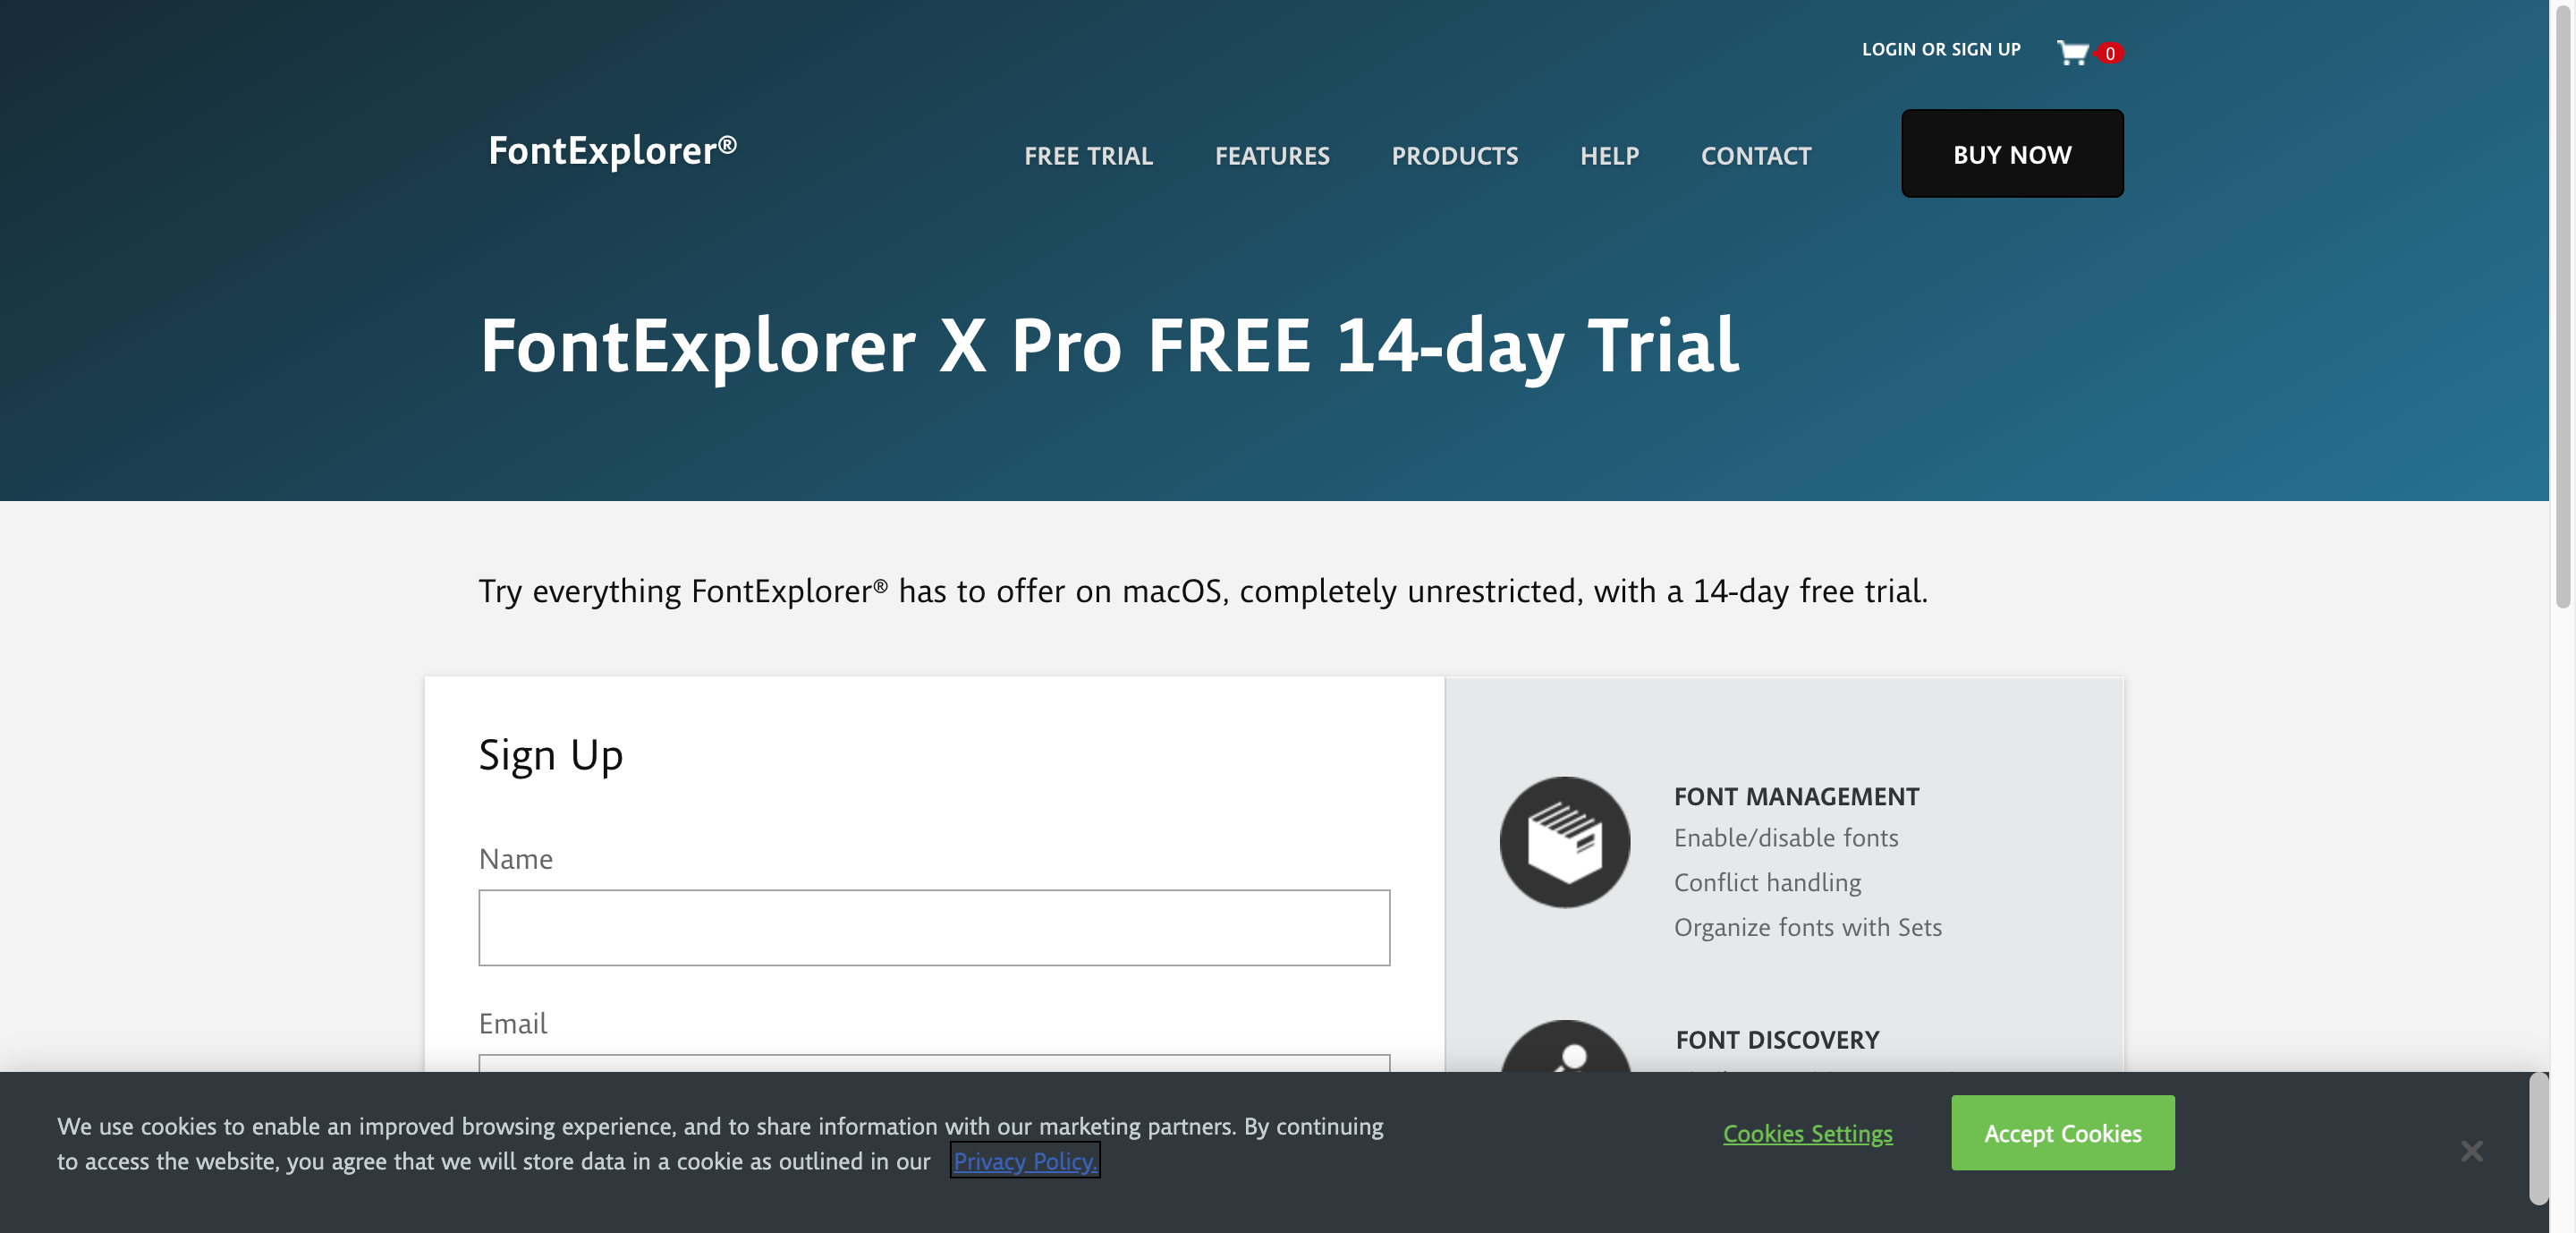 LOGIN OR SIGN UP
0
FontExplorer®
FREE TRIAL
FEATURES
PRODUCTS
HELP
CONTACT
BUY NOW
FontExplorer X Pro FREE 14-day Trial
Try everything FontExplorer® has to offer on macOS, completely unrestricted, with a 14-day free trial.
Sign Up
Name
Email
FONT MANAGEMENT
Enable/disable fonts
Conflict handling
Organize fonts with Sets
FONT DISCOVERY
We use cookies to enable an improved browsing experience, and to share information with our marketing partners. By continuing
to access the website, you agree that we will store data in a cookie as outlined in our Privacy Policy.
Cookies Settings
Accept Cookies